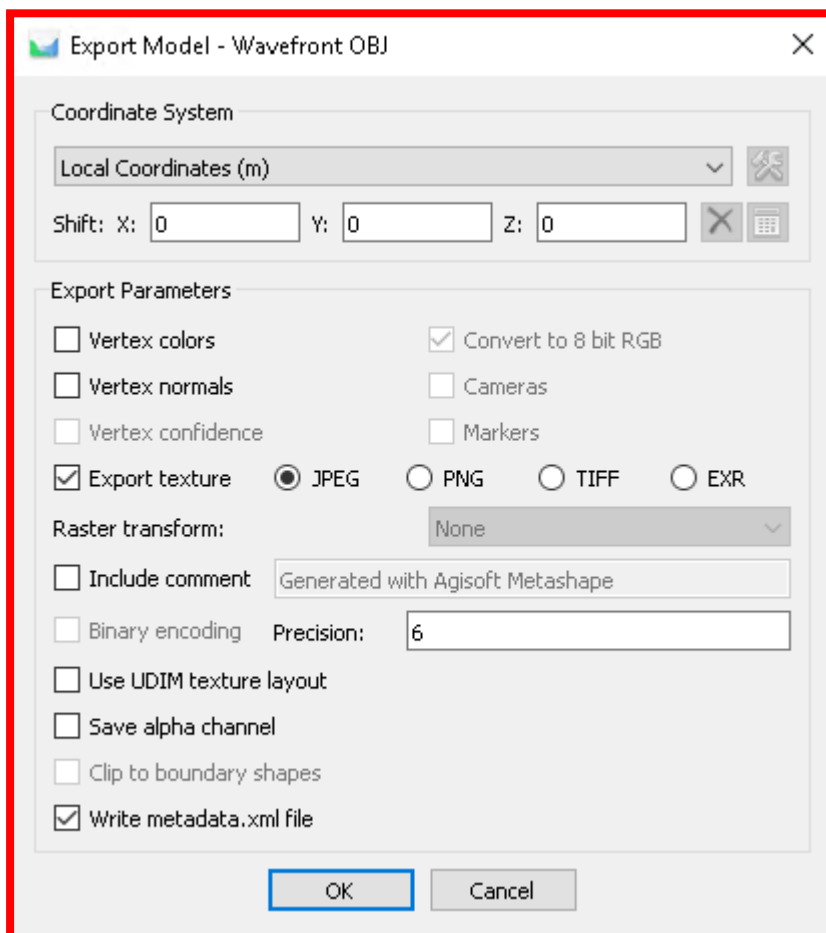 Export Model - Wavefront OBJ
Coordinate System
Local Coordinates (m)
Shift: X: 0 Y: 0 Z: 0
Export Parameters
Vertex colors Convert to 8 bit RGB
Vertex normals Cameras
Vertex confidence Markers
Export texture JPEG PNG TIFF EXR
Raster transform: None
Include comment Generated with Agisoft Metashape
Binary encoding Precision: 6
Use UDIM texture layout
Save alpha channel
Clip to boundary shapes
Write metadata.xml file
OK Cancel